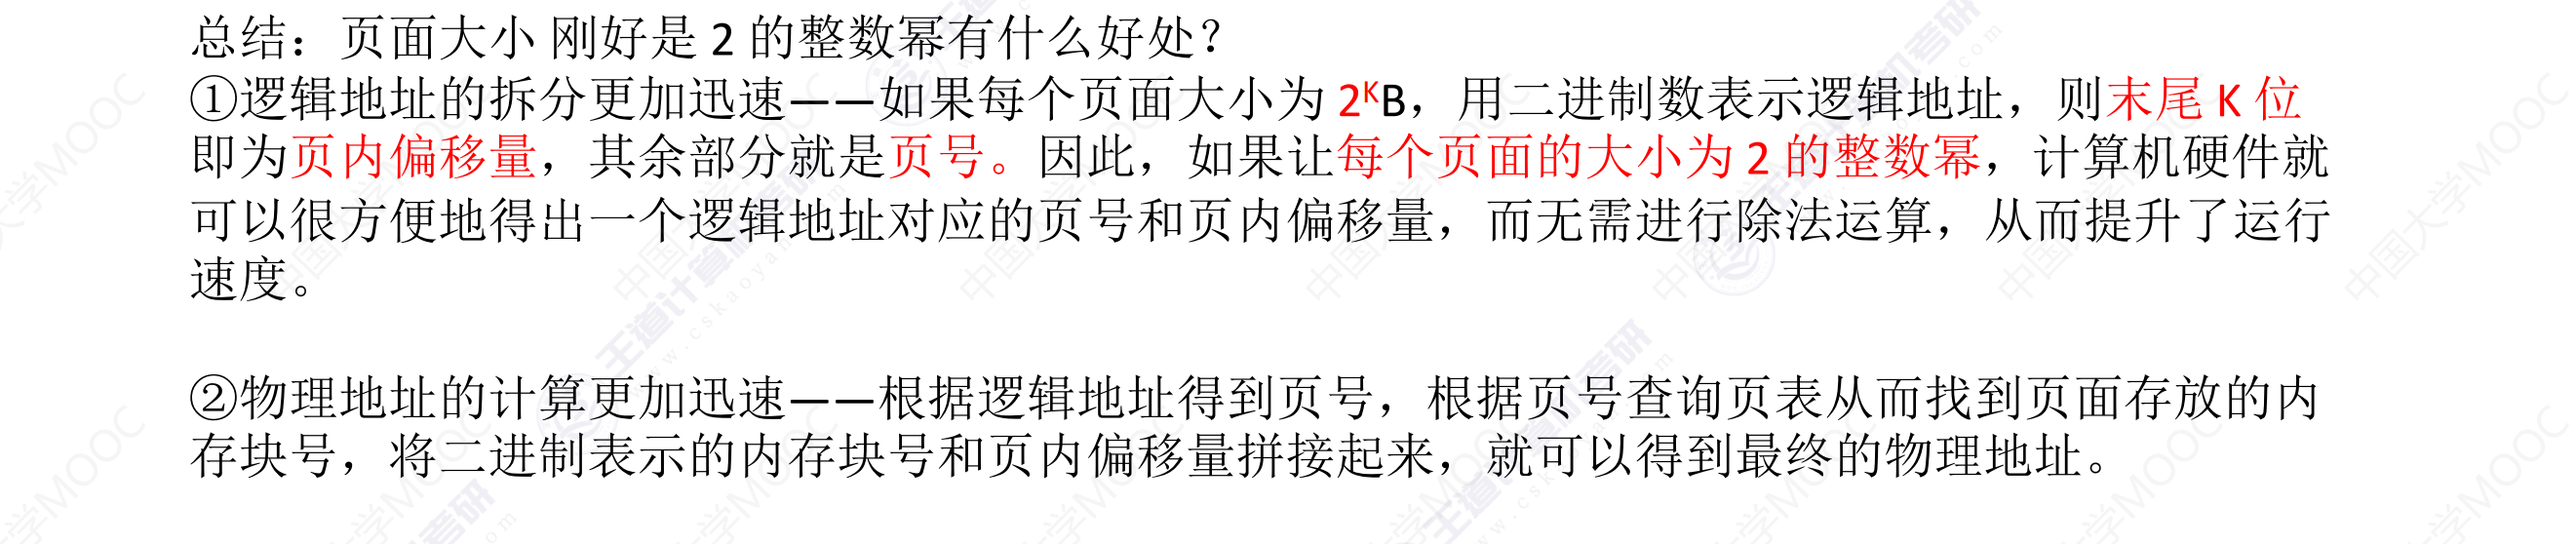 总结：页面大小 刚好是 2 的整数幂有什么好处？
①逻辑地址的拆分更加迅速——如果每个页面大小为 2ᴷB，用二进制数表示逻辑地址，则末尾 K 位
即为页内偏移量，其余部分就是页号。因此，如果让每个页面的大小为 2 的整数幂，计算机硬件就
可以很方便地得出一个逻辑地址对应的页号和页内偏移量，而无需进行除法运算，从而提升了运行
速度。
②物理地址的计算更加迅速——根据逻辑地址得到页号，根据页号查询页表从而找到页面存放的内
存块号，将二进制表示的内存块号和页内偏移量拼接起来，就可以得到最终的物理地址。